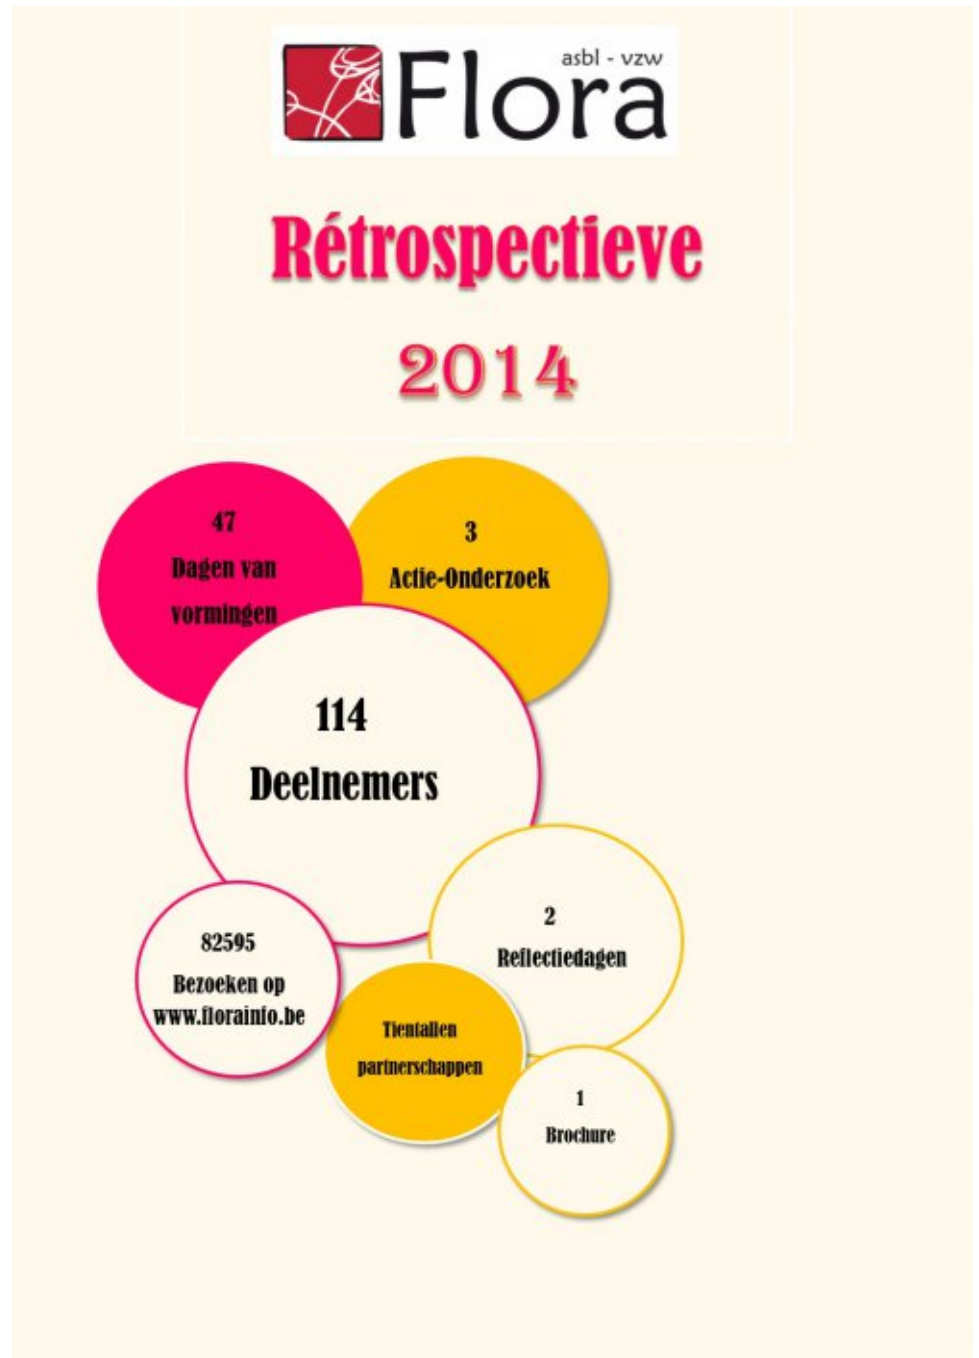 asbl - vzw
Flora
Rétrospectieve
2014
47
Dagen van
vormingen
3
Actie-Onderzoek
114
Deelnemers
82595
Bezoeken op
www.florainfo.be
2
Reflectiedagen
Tientallen
partnerschappen
1
Brochure